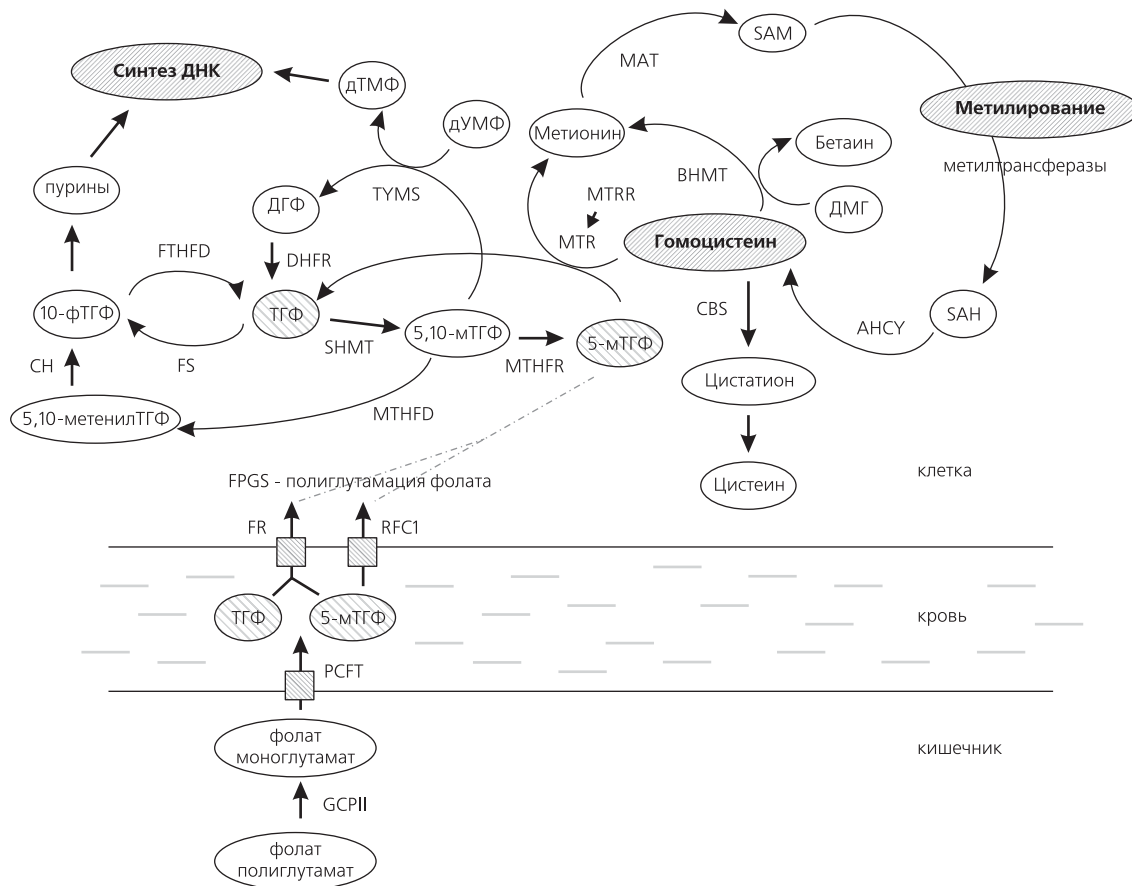 SAM
MAT
Синтез ДНК
дТМФ
Метилирование
дУМФ
Метионин
Бетаин
метилтрансферазы
BHMT
пурины
TYMS
MTRR
ДГФ
ДМГ
MTR
Гомоцистеин
FTHFD
DHFR
10-фТГФ
ТГФ
CBS
SAH
5,10-мТГФ
AHCY
5-мТГФ
SHMT
CH
FS
MTHFR
Цистатион
MTHFD
5,10-метенилТГФ
клетка
FPGS - полиглутамация фолата
Цистеин
FR
RFC1
ТГФ
5-мТГФ
кровь
PCFT
фолат
моноглутамат
кишечник
GCPII
фолат
полиглутамат